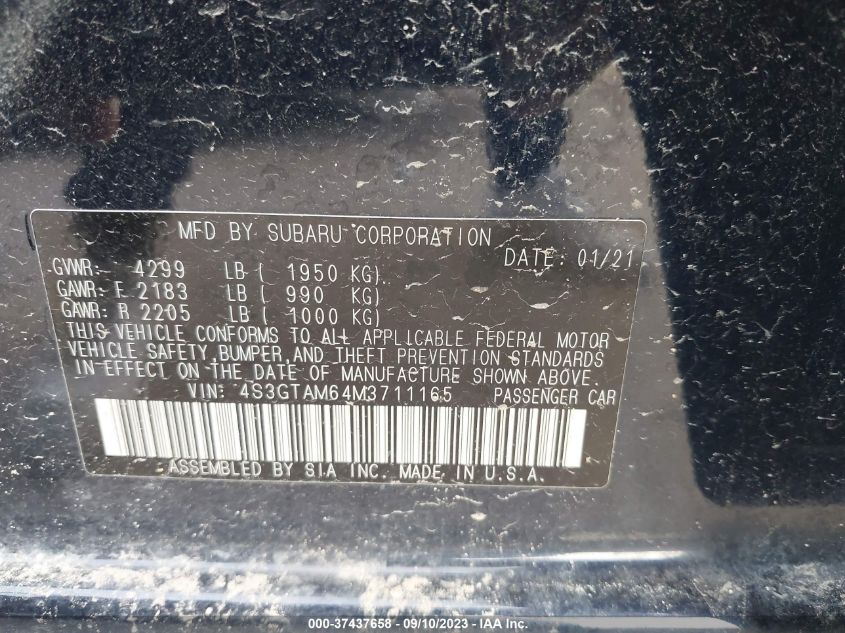 MFD BY SUBARU CORPORATION
DATE: 01/21
GVWR: 4299 LB ( 1950 KG)
GAWR: F 2183 LB ( 990 KG)
GAWR: R 2205 LB ( 1000 KG)
THIS VEHICLE CONFORMS TO ALL APPLICABLE FEDERAL MOTOR
VEHICLE SAFETY, BUMPER, AND THEFT PREVENTION STANDARDS
IN EFFECT ON THE DATE OF MANUFACTURE SHOWN ABOVE.
VIN: 4S3GTAM64M3711165 PASSENGER CAR
ASSEMBLED BY SIA INC. MADE IN U.S.A.
000-37437658 - 09/10/2023 - IAA Inc.